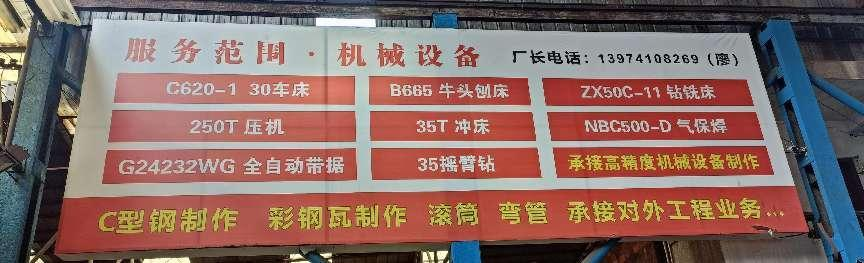 服务范围·机械设备 厂长电话：13974108269（廖）
C620-1 30车床 B665 牛头刨床 ZX50C-11 钻铣床
250T 压机 35T 冲床 NBC500-D 气保焊
G24232WG 全自动带据 35摇臂钻 承接高精度机械设备制作
C型钢制作 彩钢瓦制作 滚筒 弯管 承接对外工程业务...